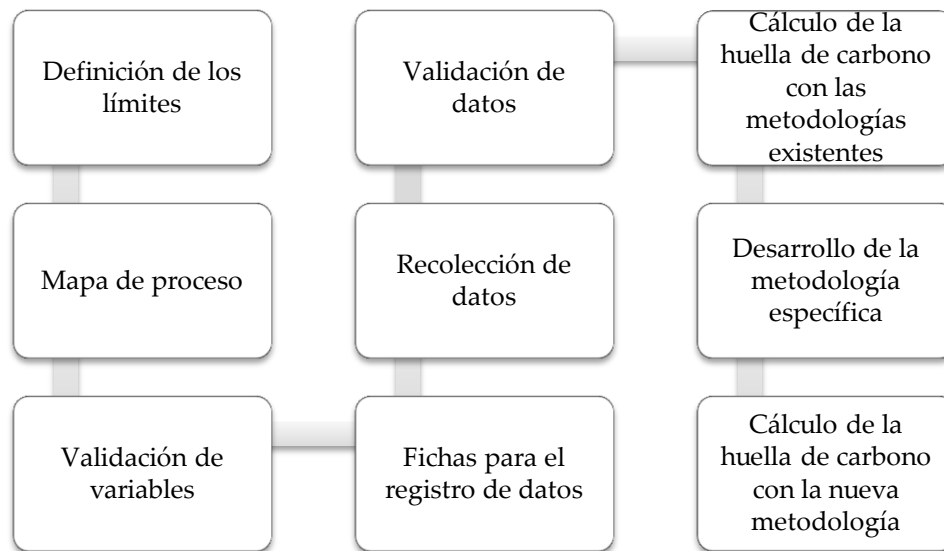 Definición de los
límites
Mapa de proceso
Validación de
variables
Fichas para el
registro de datos
Recolección de
datos
Validación de
datos
Cálculo de la
huella de carbono
con las
metodologías
existentes
Desarrollo de la
metodología
específica
Cálculo de la
huella de carbono
con la nueva
metodología